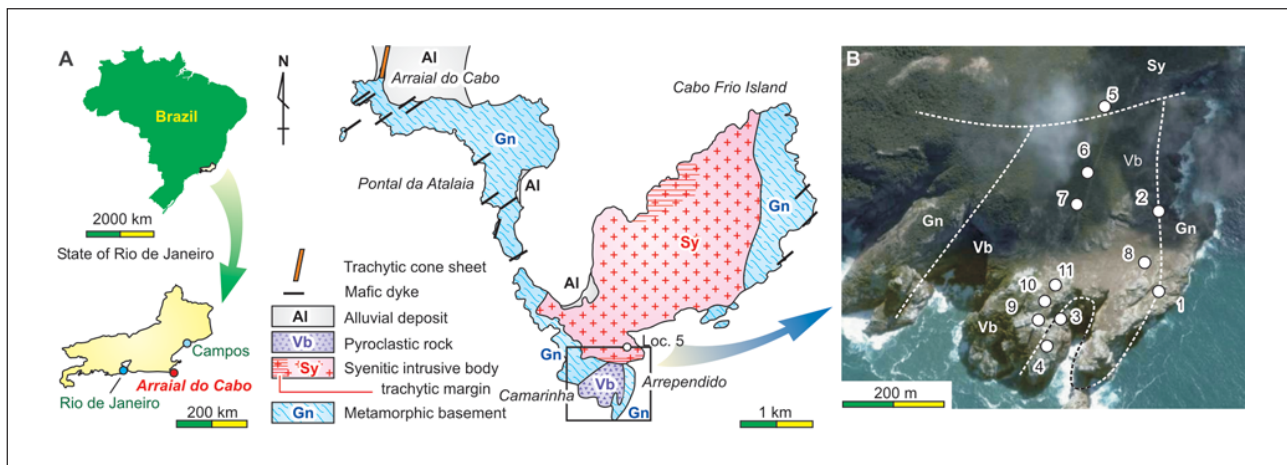 A
Brazil
2000 km
State of Rio de Janeiro
Campos
Arraial do Cabo
Rio de Janeiro
200 km
N
Trachytic cone sheet
Mafic dyke
Al
Alluvial deposit
Vb
Pyroclastic rock
Sy
Syenitic intrusive body
trachytic margin
Gn
Metamorphic basement
Al
Arraial do Cabo
Cabo Frio Island
Gn
Pontal da Atalaia
Al
Gn
Sy
Al
Loc. 5
Gn
Vb
Arrependido
Camarinha
Gn
1 km
B
Sy
5
6
Vb
7
2
Gn
Gn
Vb
8
11
10
9
3
1
Vb
4
200 m